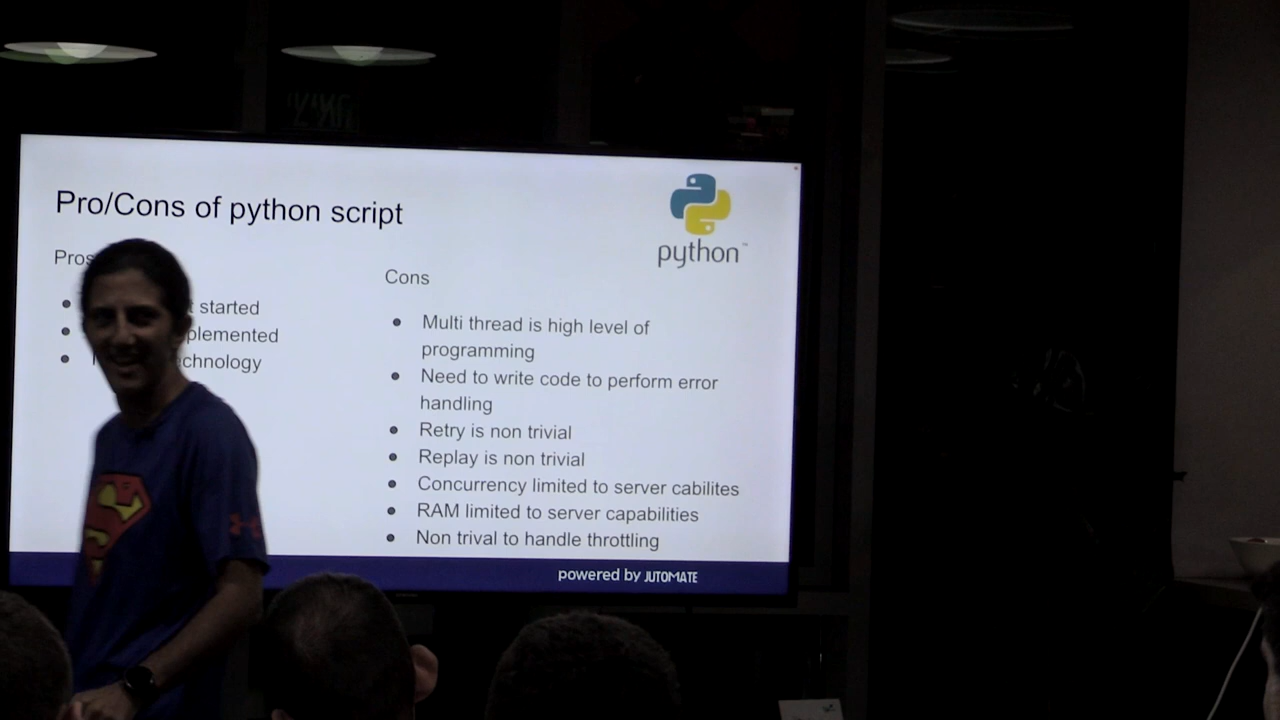 Pro/Cons of python script
python
Pros
started
technology
Cons
Multi thread is high level of
programming
Need to write code to perform error
handling
Retry is non trivial
Replay is non trivial
Concurrency limited to server cabilites
RAM limited to server capabilities
Non trival to handle throttling
powered by JUTOMATE